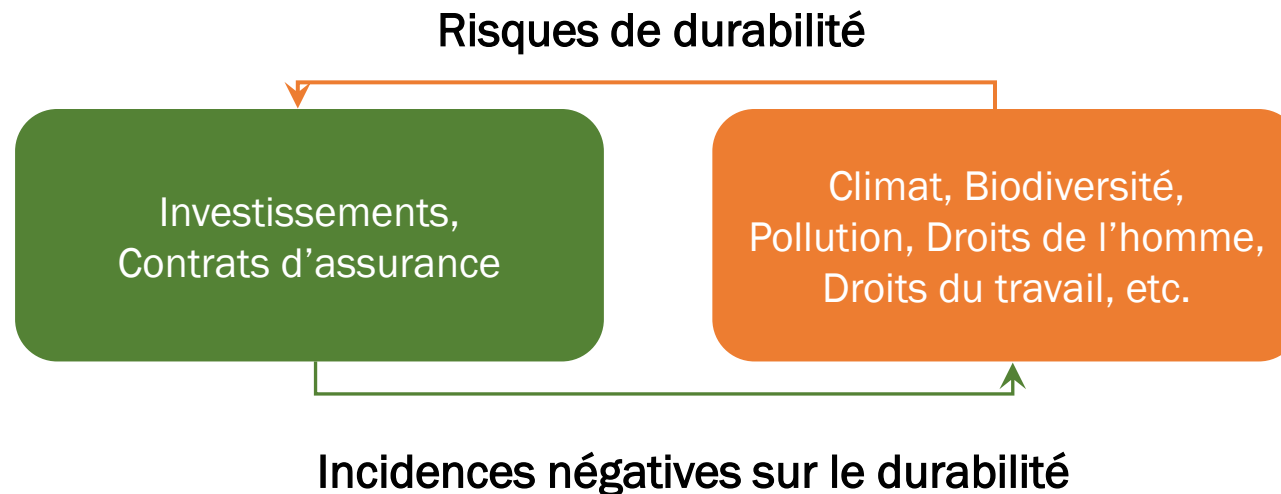 Risques de durabilité
Investissements,
Contrats d’assurance
Climat, Biodiversité,
Pollution, Droits de l’homme,
Droits du travail, etc.
Incidences négatives sur le durabilité